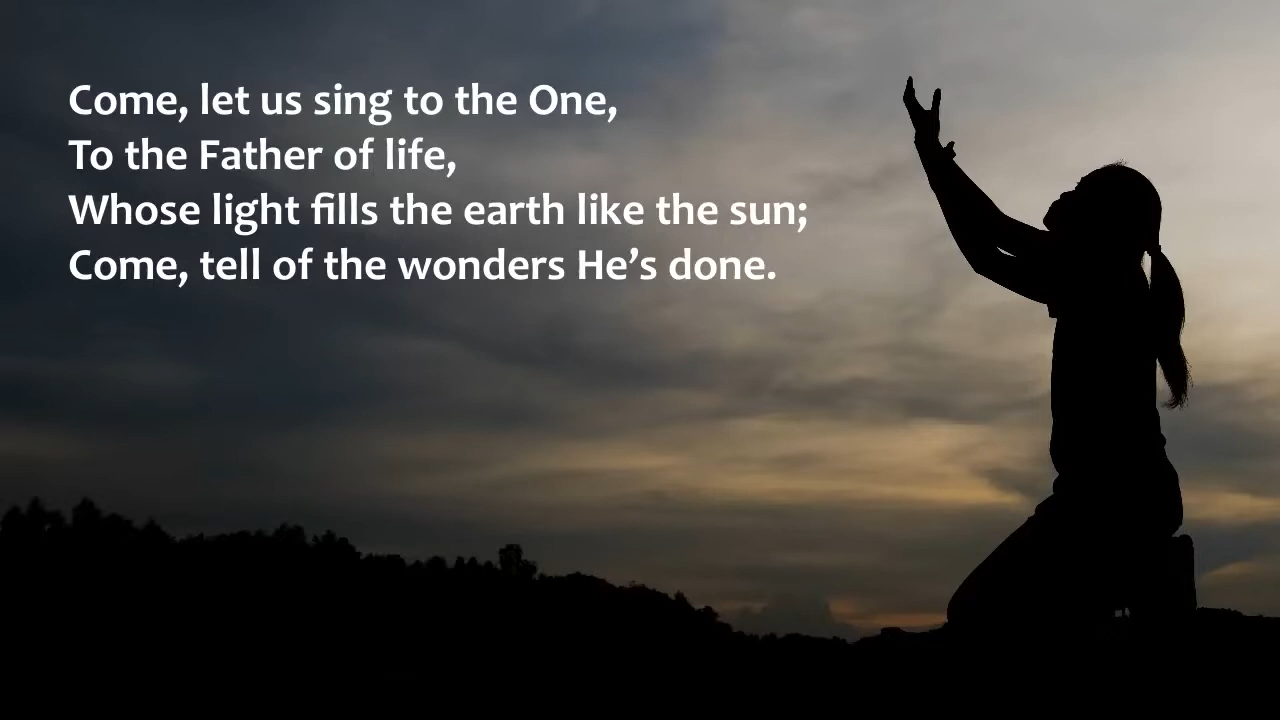 Come, let us sing to the One,
To the Father of life,
Whose light fills the earth like the sun;
Come, tell of the wonders He’s done.